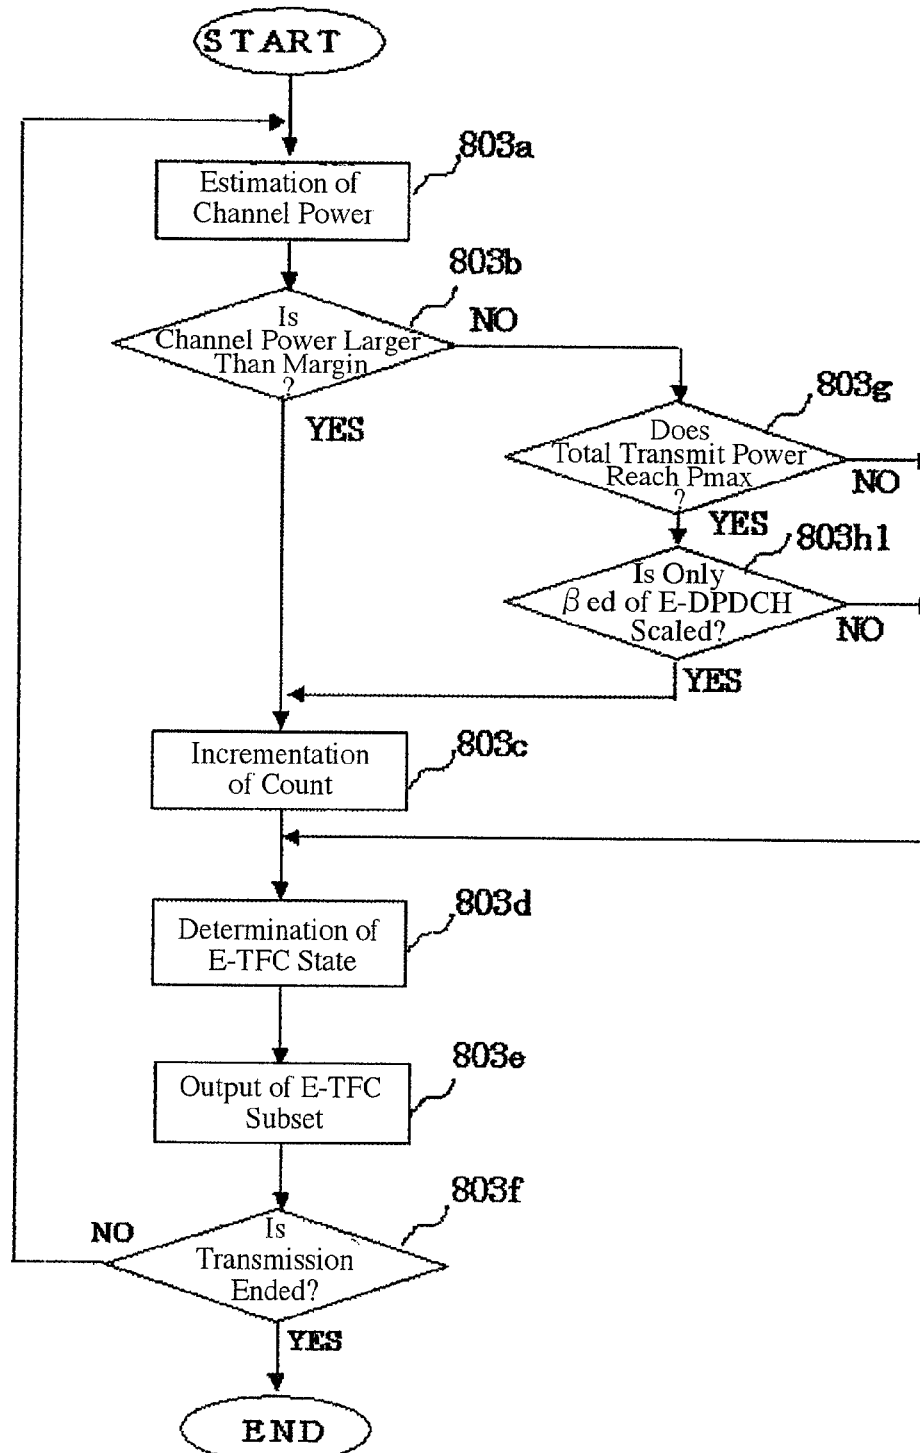 START
803a
Estimation of
Channel Power
803b
Is
Channel Power Larger
Than Margin
?
NO
YES
803g
Does
Total Transmit Power
Reach Pmax
?
NO
YES
803h1
Is Only
βed of E-DPDCH
Scaled?
NO
YES
803c
Incrementation
of Count
803d
Determination of
E-TFC State
803e
Output of E-TFC
Subset
803f
Is
Transmission
Ended?
NO
YES
END